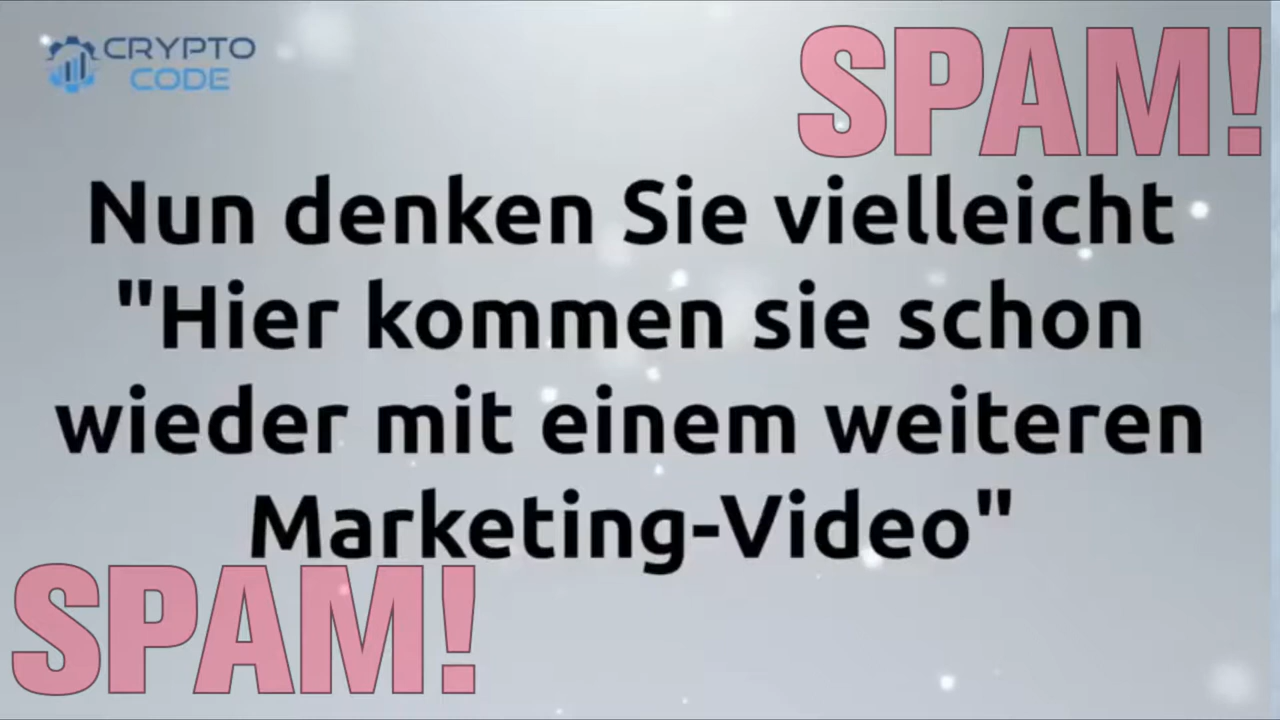 CRYPTO
CODE
SPAM!
Nun denken Sie vielleicht
"Hier kommen sie schon
wieder mit einem weiteren
Marketing-Video"
SPAM!